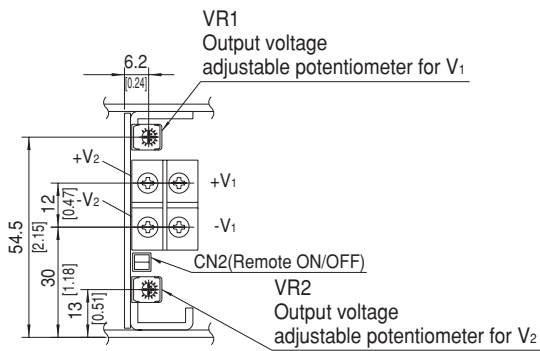 VR1
Output voltage
adjustable potentiometer for V1
6.2
[0.24]
+V2
+V1
-V2
-V1
12
[0.47]
54.5
[2.15]
30
[1.18]
13
[0.51]
CN2(Remote ON/OFF)
VR2
Output voltage
adjustable potentiometer for V2